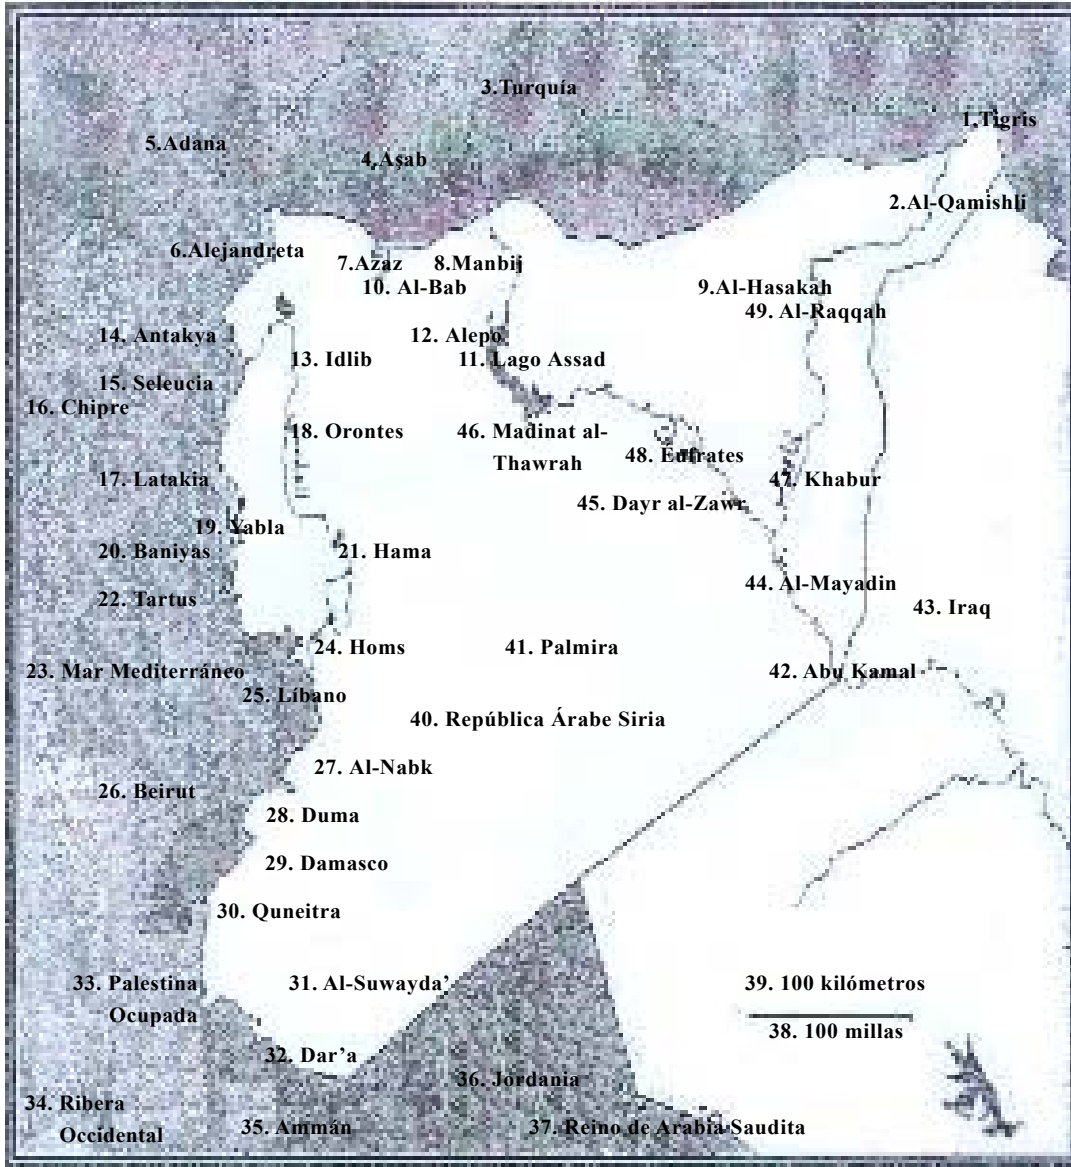 3.Turquía
1.Tigris
5.Adana
4.Aşab
2.Al-Qamishli
6.Alejandreta
7.Azaz
8.Manbij
10. Al-Bab
9.Al-Hasakah
49. Al-Raqqah
14. Antakya
12. Alepo
13. Idlib
11. Lago Assad
15. Seleucia
16. Chipre
18. Orontes
46. Madinat al-
Thawrah
48. Éufrates
17. Latakia
47. Khabur
45. Dayr al-Zawr
19. Yabla
20. Baniyas
21. Hama
44. Al-Mayadin
22. Tartus
43. Iraq
24. Homs
41. Palmira
23. Mar Mediterráneo
42. Abu Kamal
25. Líbano
40. República Árabe Siria
27. Al-Nabk
26. Beirut
28. Duma
29. Damasco
30. Quneitra
33. Palestina
Ocupada
31. Al-Suwayda'
39. 100 kilómetros
38. 100 millas
32. Dar'a
36. Jordania
34. Ribera
Occidental
35. Ammán
37. Reino de Arabia Saudita